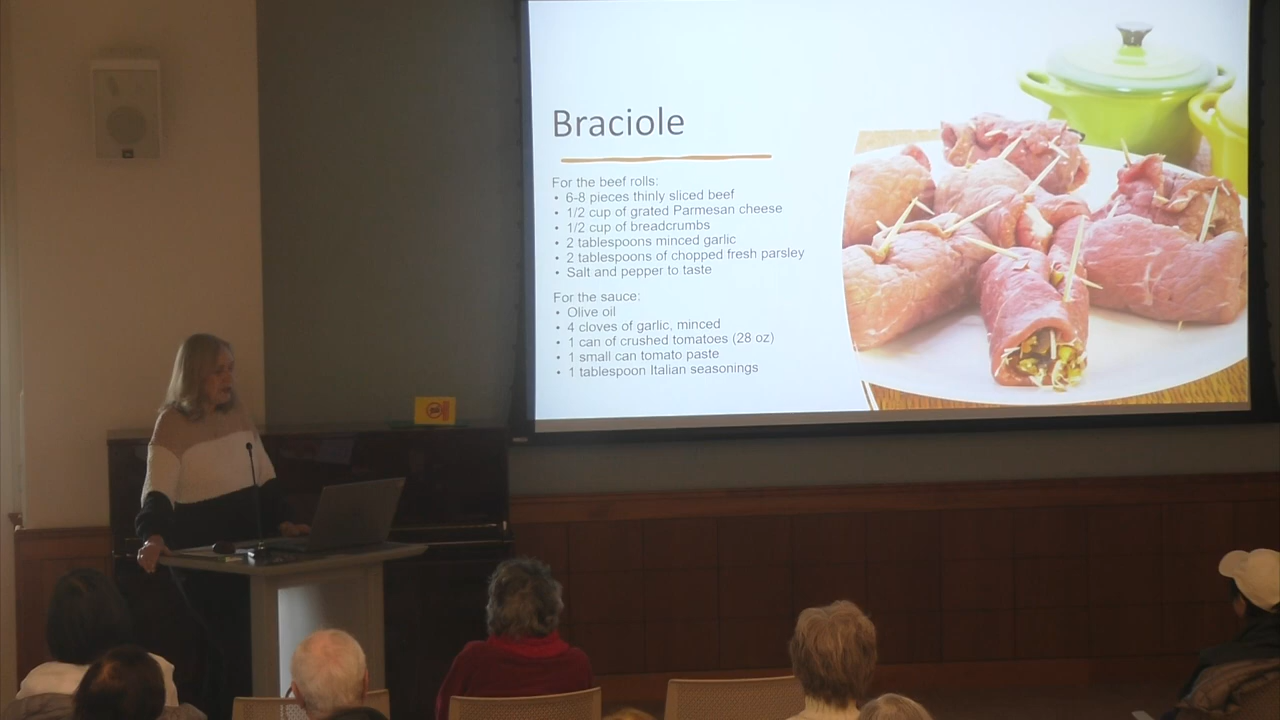 Braciole
For the beef rolls:
• 6-8 pieces thinly sliced beef
• 1/2 cup of grated Parmesan cheese
• 1/2 cup of breadcrumbs
• 2 tablespoons minced garlic
• 2 tablespoons of chopped fresh parsley
• Salt and pepper to taste
For the sauce:
• Olive oil
• 4 cloves of garlic, minced
• 1 can of crushed tomatoes (28 oz)
• 1 small can tomato paste
• 1 tablespoon Italian seasonings